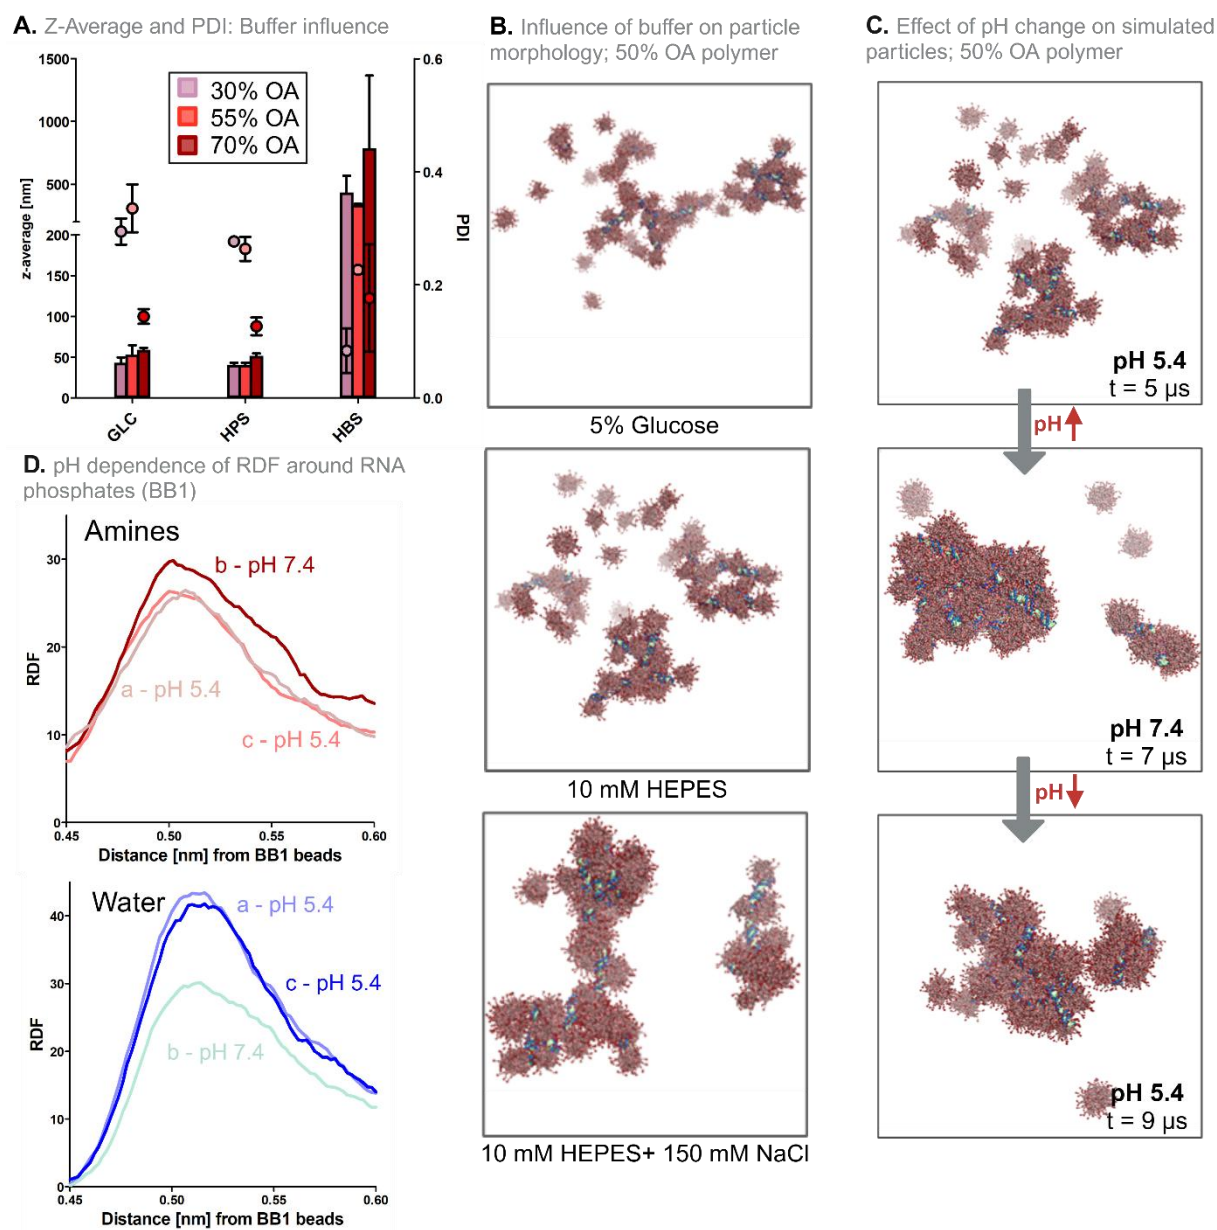 A. Z-Average and PDI: Buffer influence
1500
1000
500
200
150
100
50
0
z-average [nm]
30% OA
55% OA
70% OA
0.6
0.4
0.2
0.0
PDI
GLC
HPS
HBS
B. Influence of buffer on particle
morphology; 50% OA polymer
5% Glucose
10 mM HEPES
10 mM HEPES+ 150 mM NaCl
C. Effect of pH change on simulated
particles; 50% OA polymer
pH 5.4
t = 5 µs
pH
pH 7.4
t = 7 µs
pH
pH 5.4
t = 9 µs
D. pH dependence of RDF around RNA
phosphates (BB1)
Amines
30
20
10
0
RDF
b - pH 7.4
a - pH 5.4
c - pH 5.4
0.45
0.50
0.55
0.60
Distance [nm] from BB1 beads
Water
40
30
20
10
0
RDF
a - pH 5.4
c - pH 5.4
b - pH 7.4
0.45
0.50
0.55
0.60
Distance [nm] from BB1 beads